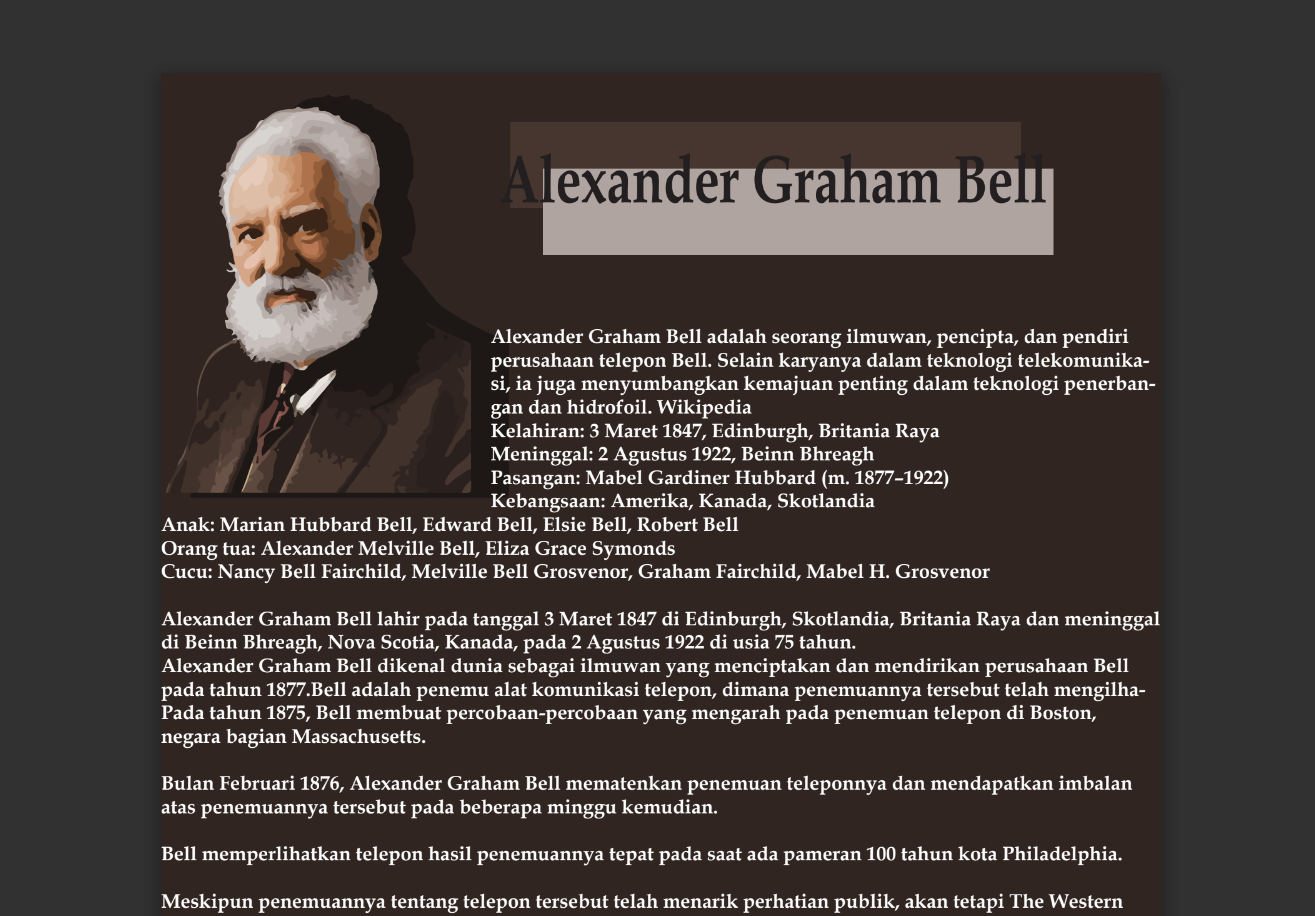 Alexander Graham Bell
Alexander Graham Bell adalah seorang ilmuwan, pencipta, dan pendiri
perusahaan telepon Bell. Selain karyanya dalam teknologi telekomunika-
si, ia juga menyumbangkan kemajuan penting dalam teknologi penerban-
gan dan hidrofoil. Wikipedia
Kelahiran: 3 Maret 1847, Edinburgh, Britania Raya
Meninggal: 2 Agustus 1922, Beinn Bhreagh
Pasangan: Mabel Gardiner Hubbard (m. 1877–1922)
Kebangsaan: Amerika, Kanada, Skotlandia
Anak: Marian Hubbard Bell, Edward Bell, Elsie Bell, Robert Bell
Orang tua: Alexander Melville Bell, Eliza Grace Symonds
Cucu: Nancy Bell Fairchild, Melville Bell Grosvenor, Graham Fairchild, Mabel H. Grosvenor
Alexander Graham Bell lahir pada tanggal 3 Maret 1847 di Edinburgh, Skotlandia, Britania Raya dan meninggal
di Beinn Bhreagh, Nova Scotia, Kanada, pada 2 Agustus 1922 di usia 75 tahun.
Alexander Graham Bell dikenal dunia sebagai ilmuwan yang menciptakan dan mendirikan perusahaan Bell
pada tahun 1877.Bell adalah penemu alat komunikasi telepon, dimana penemuannya tersebut telah mengilha-
Pada tahun 1875, Bell membuat percobaan-percobaan yang mengarah pada penemuan telepon di Boston,
negara bagian Massachusetts.
Bulan Februari 1876, Alexander Graham Bell mematenkan penemuan teleponnya dan mendapatkan imbalan
atas penemuannya tersebut pada beberapa minggu kemudian.
Bell memperlihatkan telepon hasil penemuannya tepat pada saat ada pameran 100 tahun kota Philadelphia.
Meskipun penemuannya tentang telepon tersebut telah menarik perhatian publik, akan tetapi The Western